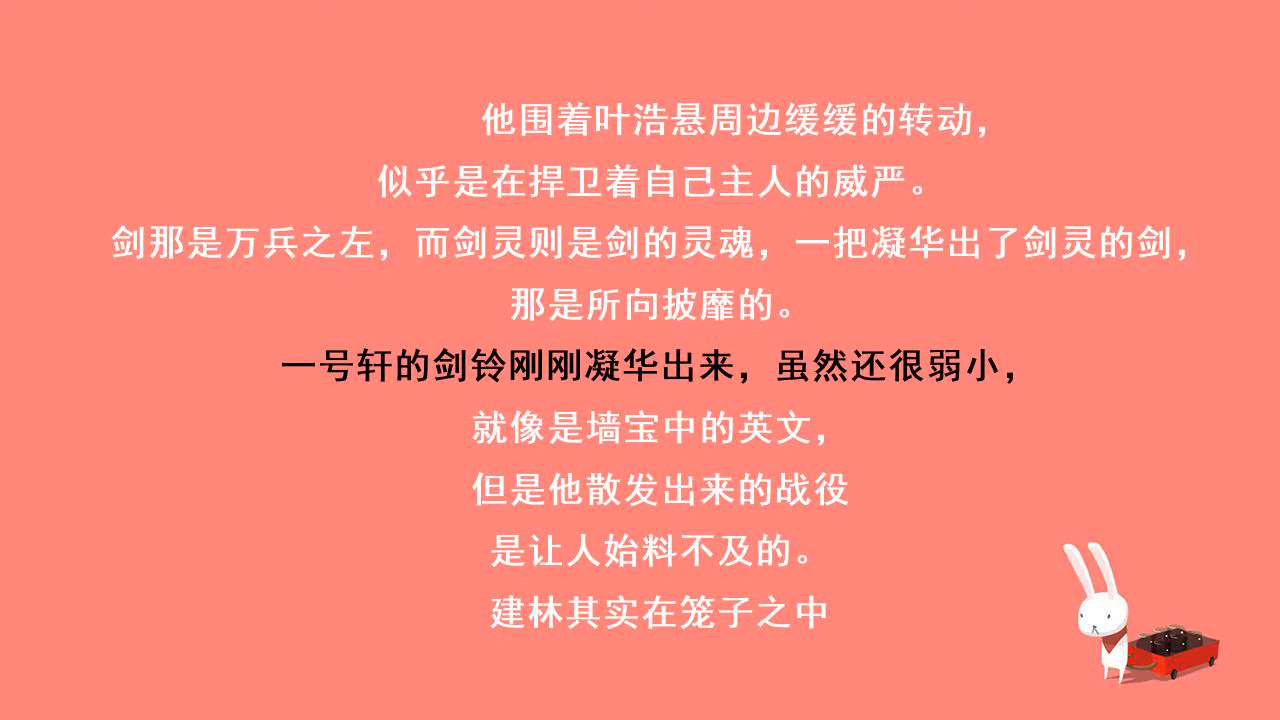 他围着叶浩悬周边缓缓的转动，
似乎是在捍卫着自己主人的威严。
剑那是万兵之左，而剑灵则是剑的灵魂，一把凝华出了剑灵的剑，
那是所向披靡的。
一号轩的剑铃刚刚凝华出来，虽然还很弱小，
就像是墙宝中的英文，
但是他散发出来的战役
是让人始料不及的。
建林其实在笼子之中